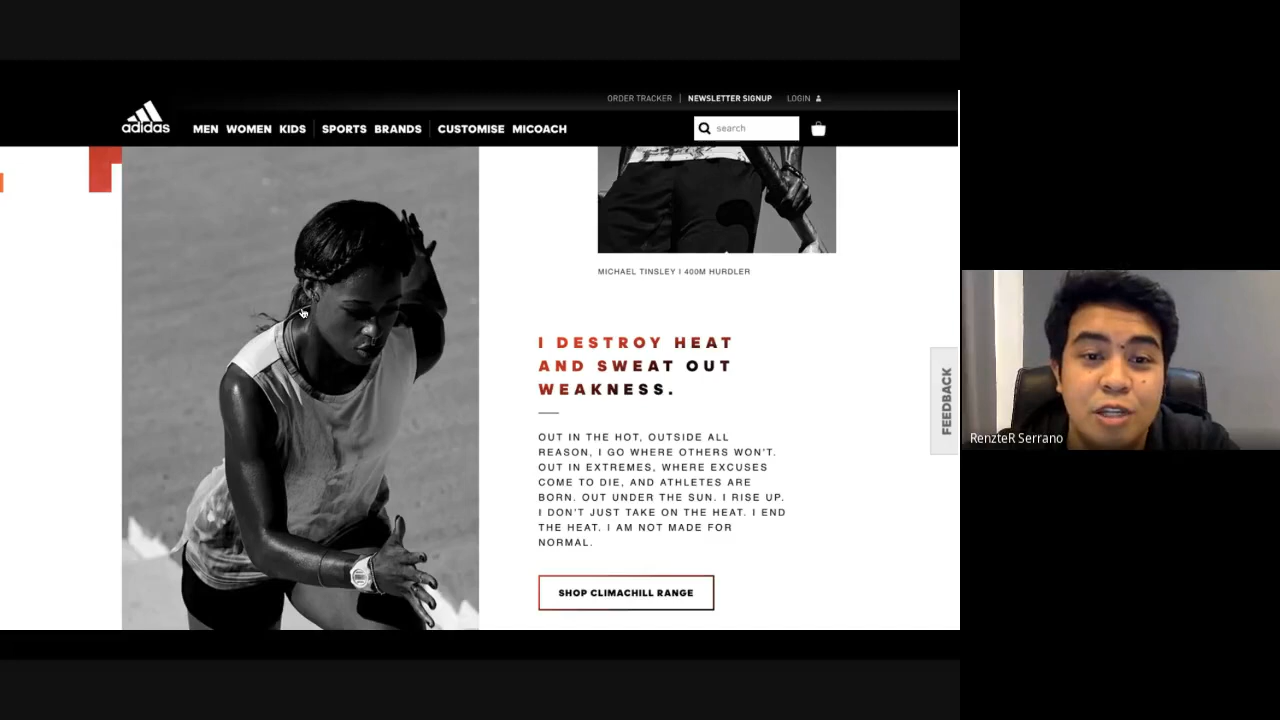 ORDER TRACKER | NEWSLETTER SIGNUP LOGIN
adidas
MEN WOMEN KIDS | SPORTS BRANDS | CUSTOMISE MICOACH
search
MICHAEL TINSLEY | 400M HURDLER
I DESTROY HEAT
AND SWEAT OUT
WEAKNESS.
OUT IN THE HOT, OUTSIDE ALL
REASON, I GO WHERE OTHERS WON'T.
OUT IN EXTREMES, WHERE EXCUSES
COME TO DIE, AND ATHLETES ARE
BORN. OUT UNDER THE SUN. I RISE UP.
I DON'T JUST TAKE ON THE HEAT. I END
THE HEAT. I AM NOT MADE FOR
NORMAL.
SHOP CLIMACHILL RANGE
FEEDBACK
RenzteR Serrano